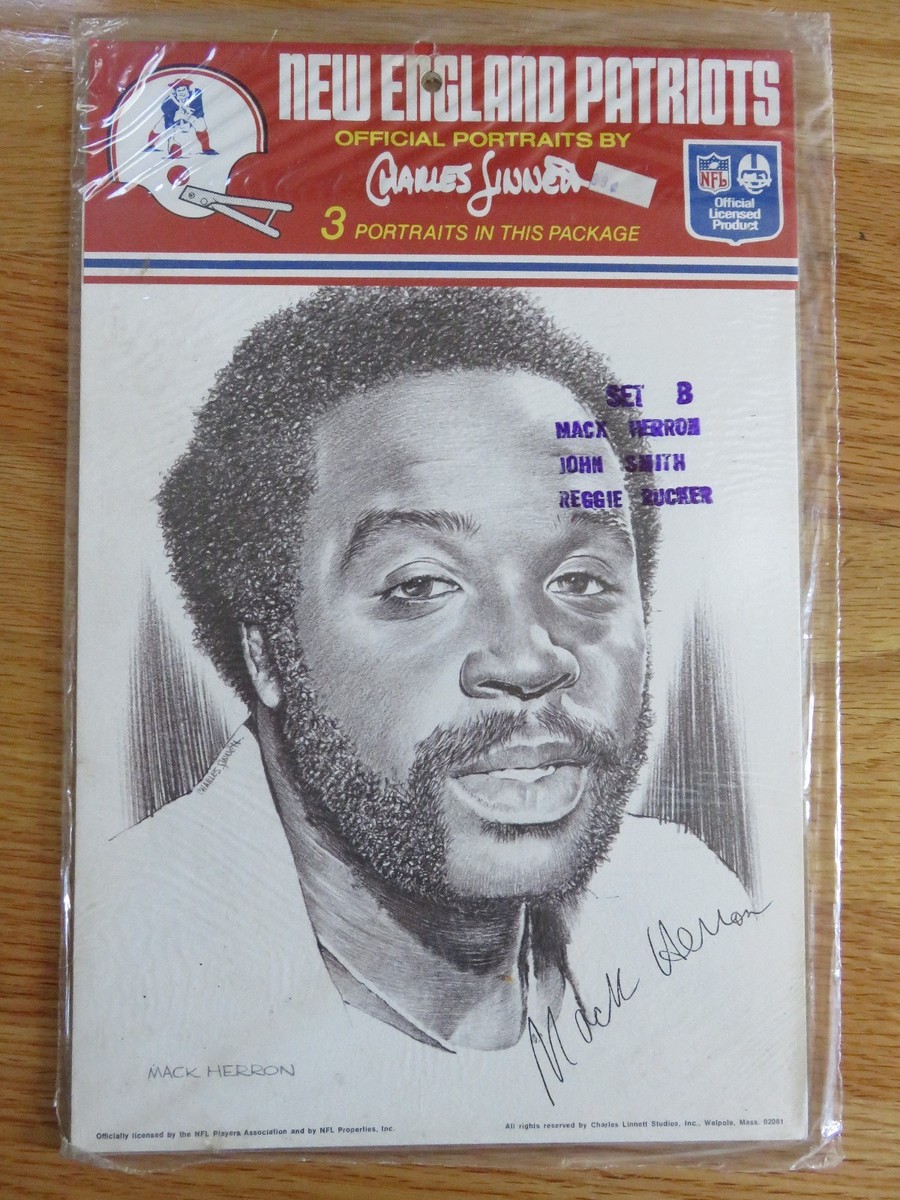 NEW ENGLAND PATRIOTS
OFFICIAL PORTRAITS BY
CHARLES LINNETT
3 PORTRAITS IN THIS PACKAGE
NFL
Official
Licensed
Product
SET B
MACK HERRON
JOHN SMITH
REGGIE RUCKER
CHARLES LINNETT
Mack Herron
MACK HERRON
Officially licensed by the NFL Players Association and by NFL Properties, Inc.
All rights reserved by Charles Linnett Studios, Inc., Walpole, Mass. 02081